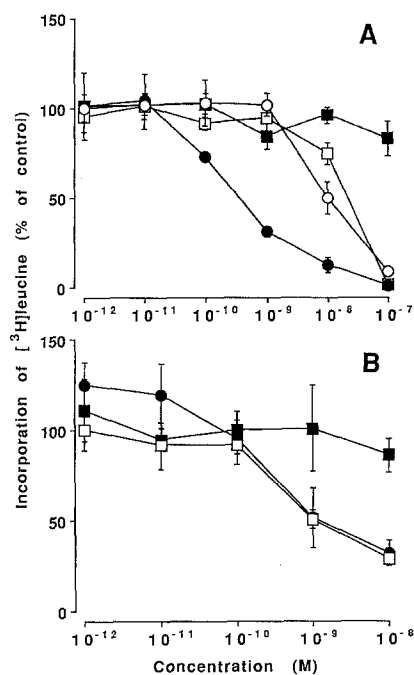 Incorporation of [³H]leucine (% of control)
150
A
100
50
0
10⁻¹² 10⁻¹¹ 10⁻¹⁰ 10⁻⁹ 10⁻⁸ 10⁻⁷
150
B
100
50
0
10⁻¹² 10⁻¹¹ 10⁻¹⁰ 10⁻⁹ 10⁻⁸
Concentration (M)